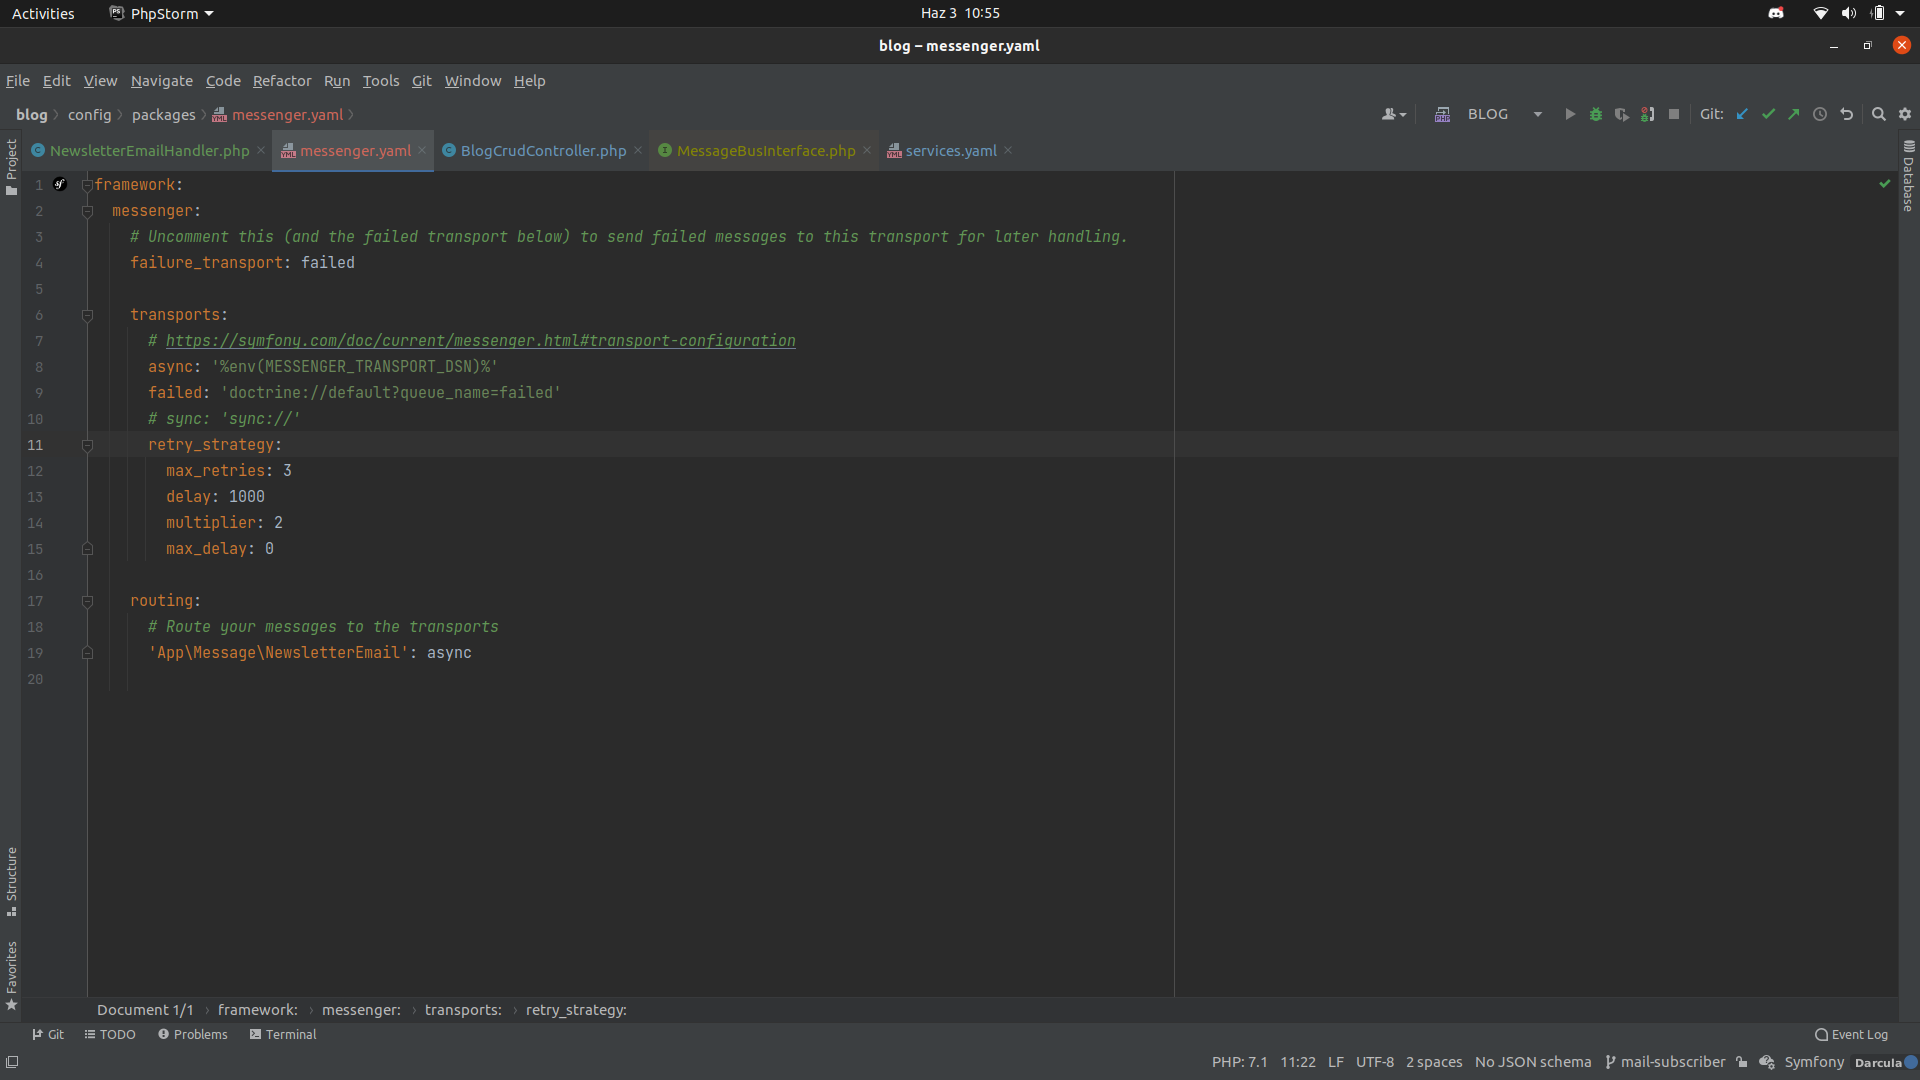 Activities PhpStorm Haz 3 10:55
blog – messenger.yaml
File Edit View Navigate Code Refactor Run Tools Git Window Help
blog config packages messenger.yaml BLOG Git:
NewsletterEmailHandler.php messenger.yaml BlogCrudController.php MessageBusInterface.php services.yaml
Project
Database
1 framework:
2 messenger:
3 # Uncomment this (and the failed transport below) to send failed messages to this transport for later handling.
4 failure_transport: failed
5
6 transports:
7 # https://symfony.com/doc/current/messenger.html#transport-configuration
8 async: '%env(MESSENGER_TRANSPORT_DSN)%'
9 failed: 'doctrine://default?queue_name=failed'
10 # sync: 'sync://'
11 retry_strategy:
12 max_retries: 3
13 delay: 1000
14 multiplier: 2
15 max_delay: 0
16
17 routing:
18 # Route your messages to the transports
19 'App\Message\NewsletterEmail': async
20
Structure
Favorites
Document 1/1 framework: messenger: transports: retry_strategy:
Git TODO Problems Terminal Event Log
PHP: 7.1 11:22 LF UTF-8 2 spaces No JSON schema mail-subscriber Symfony Darcula